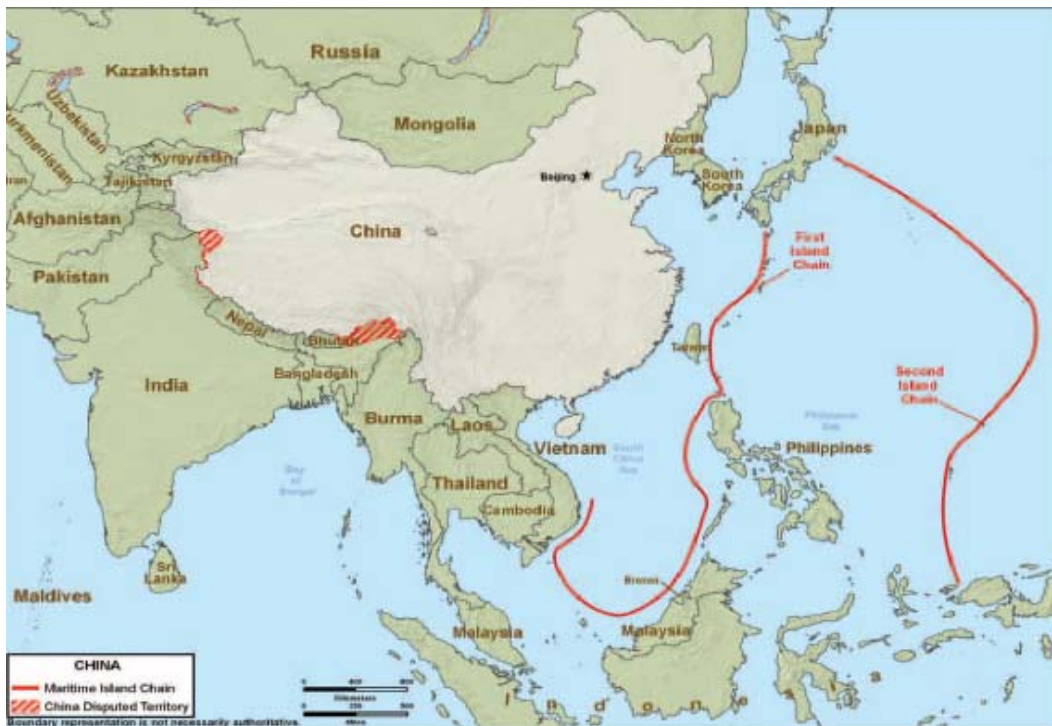 Russia
Kazakhstan
Mongolia
Uzbekistan
Turkmenistan
Kyrgyzstan
Tajikistan
Iran
Afghanistan
Pakistan
China
Beijing
North
Korea
South
Korea
Japan
First
Island
Chain
Second
Island
Chain
Nepal
Bhutan
Bangladesh
India
Burma
Laos
Vietnam
Thailand
Cambodia
Taiwan
Philippine
Sea
Philippines
South
China
Sea
Bay
of
Bengal
Sri
Lanka
Maldives
Malaysia
Brunei
Malaysia
Indonesia
CHINA
Maritime Island Chain
China Disputed Territory
Boundary representation is not necessarily authoritative.
Kilometers
Miles